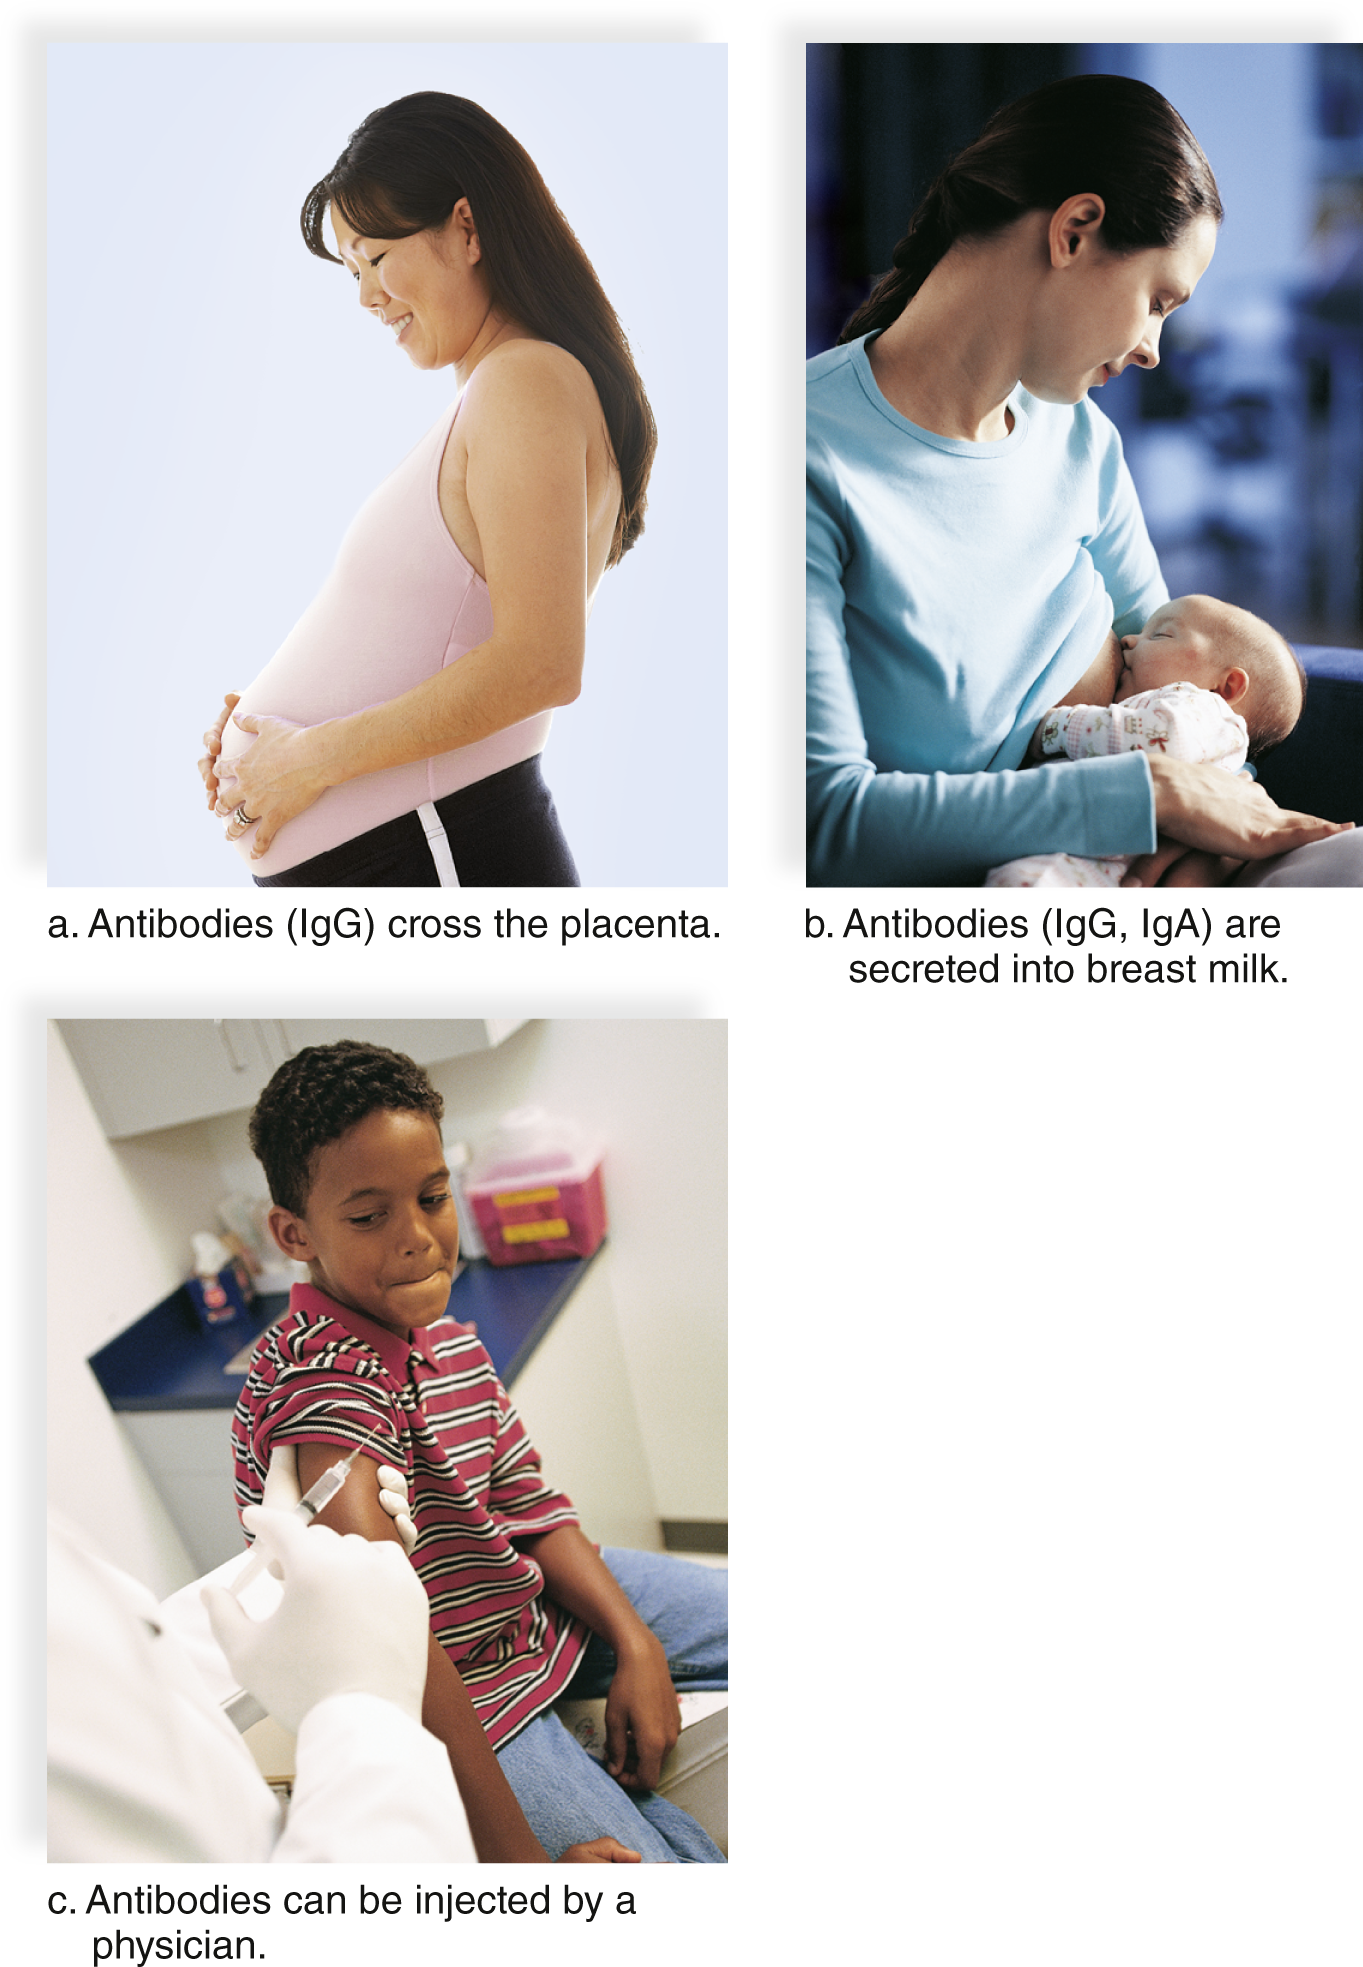 a. Antibodies (IgG) cross the placenta.
b. Antibodies (IgG, IgA) are
secreted into breast milk.
c. Antibodies can be injected by a
physician.